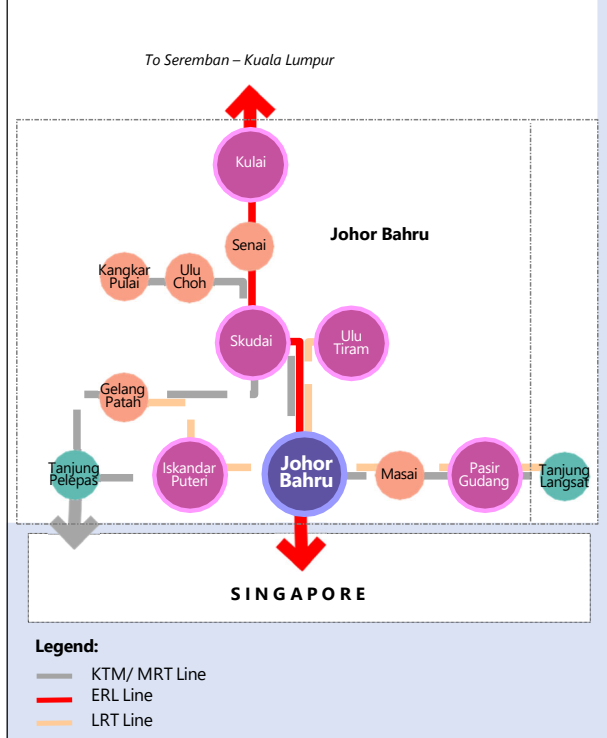 To Seremban – Kuala Lumpur
Kulai
Johor Bahru
Senai
Kangkar
Pulai
Ulu
Choh
Skudai
Ulu
Tiram
Gelang
Patah
Tanjung
Pelepas
Iskandar
Puteri
Johor
Bahru
Masai
Pasir
Gudang
Tanjung
Langsat
SINGAPORE
Legend:
KTM/ MRT Line
ERL Line
LRT Line